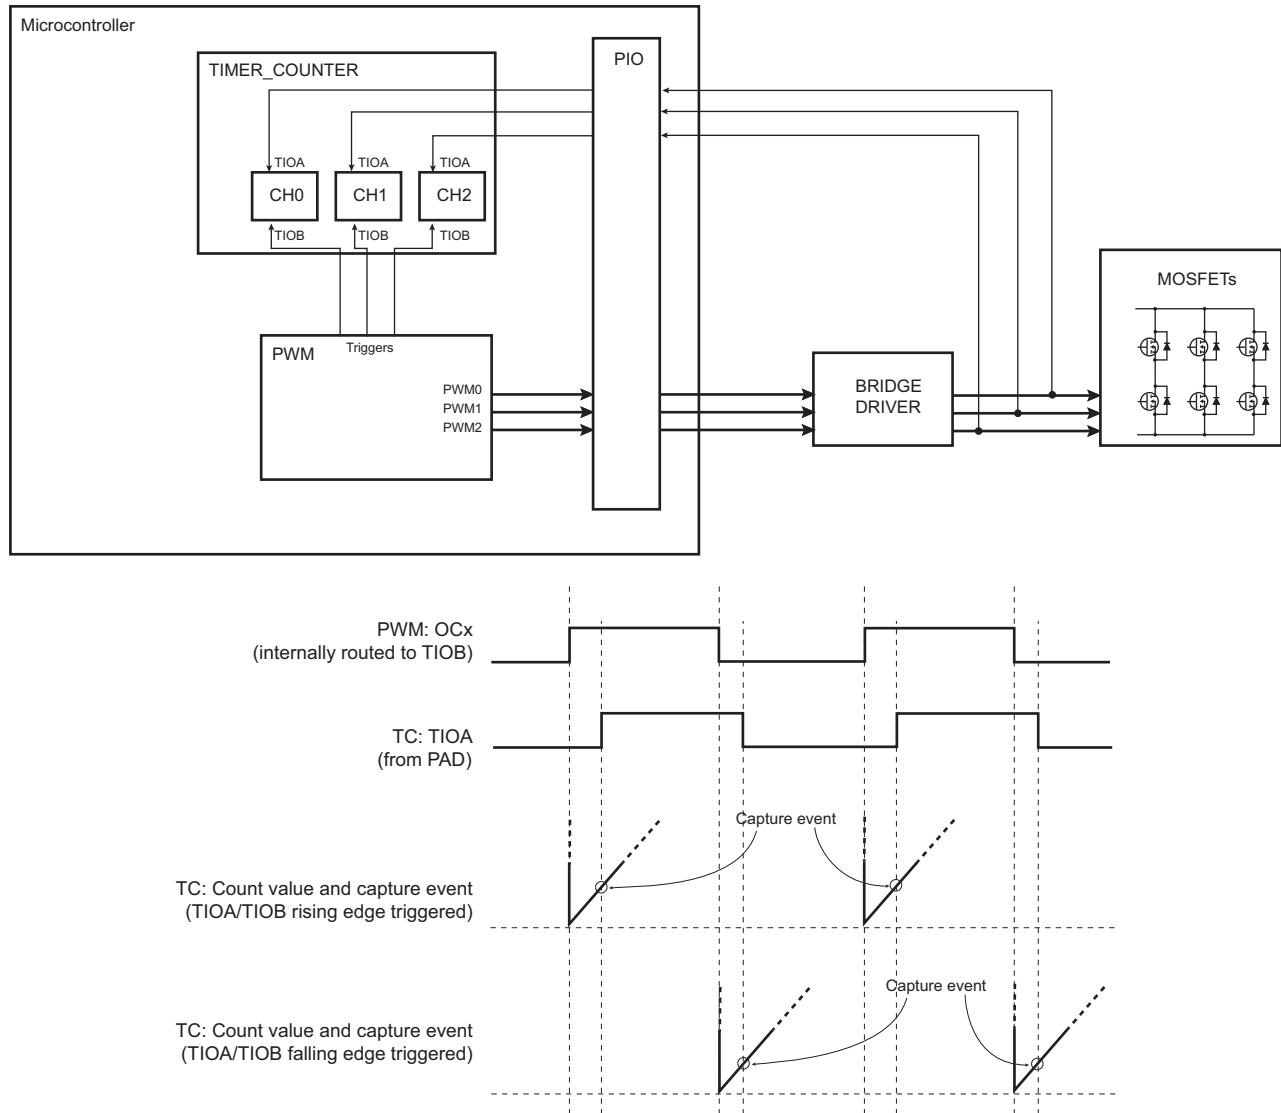 Microcontroller
PIO
TIMER_COUNTER
TIOA
TIOA
TIOA
CH0
CH1
CH2
TIOB
TIOB
TIOB
MOSFETs
PWM
Triggers
PWM0
PWM1
PWM2
BRIDGE
DRIVER
PWM: OCx
(internally routed to TIOB)
TC: TIOA
(from PAD)
Capture event
TC: Count value and capture event
(TIOA/TIOB rising edge triggered)
Capture event
TC: Count value and capture event
(TIOA/TIOB falling edge triggered)